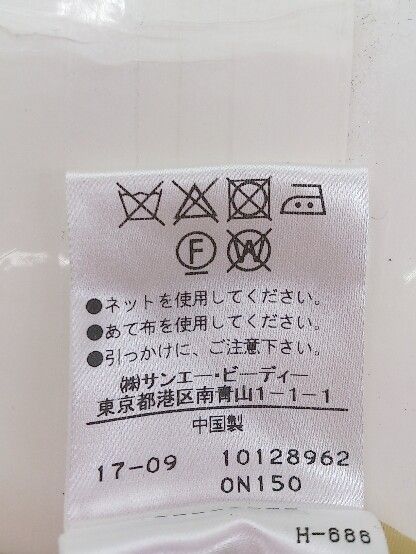 F W
●ネットを使用してください。
●あて布を使用してください。
●引っかけに、ご注意下さい。
㈱サンエー・ビーディー
東京都港区南青山1-1-1
中国製
17-09 10128962
0N150
H-686